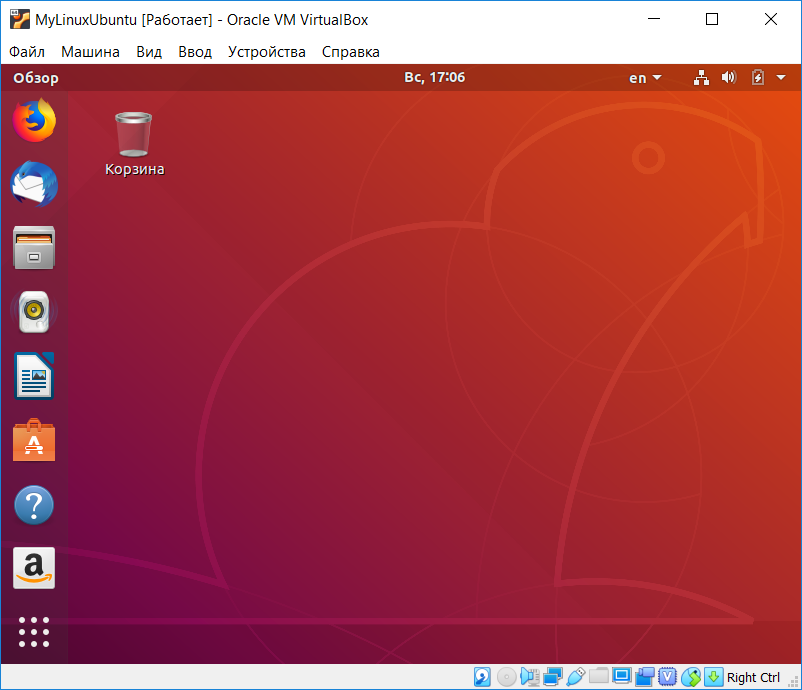 MyLinuxUbuntu [Работает] - Oracle VM VirtualBox
Файл Машина Вид Ввод Устройства Справка
Обзор Вс, 17:06 en
Корзина
A
?
a
V
Right Ctrl